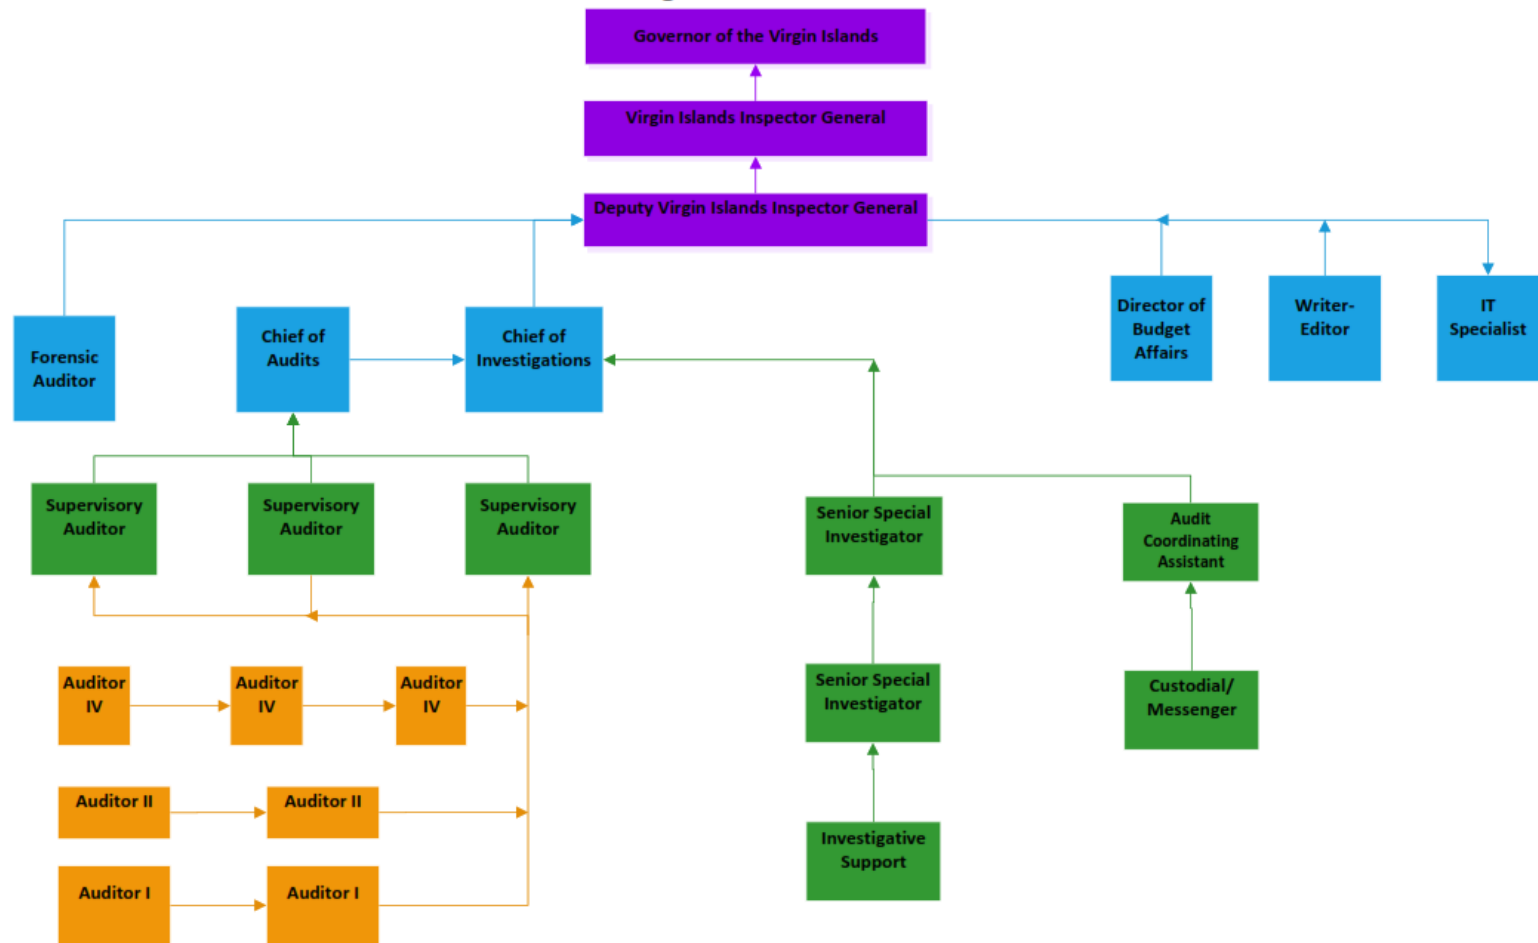 Governor of the Virgin Islands
Virgin Islands Inspector General
Deputy Virgin Islands Inspector General
Forensic
Auditor
Chief of
Audits
Chief of
Investigations
Director of
Budget
Affairs
Writer-
Editor
IT
Specialist
Supervisory
Auditor
Supervisory
Auditor
Supervisory
Auditor
Senior Special
Investigator
Audit
Coordinating
Assistant
Auditor
IV
Auditor
IV
Auditor
IV
Senior Special
Investigator
Custodial/
Messenger
Auditor II
Auditor II
Investigative
Support
Auditor I
Auditor I